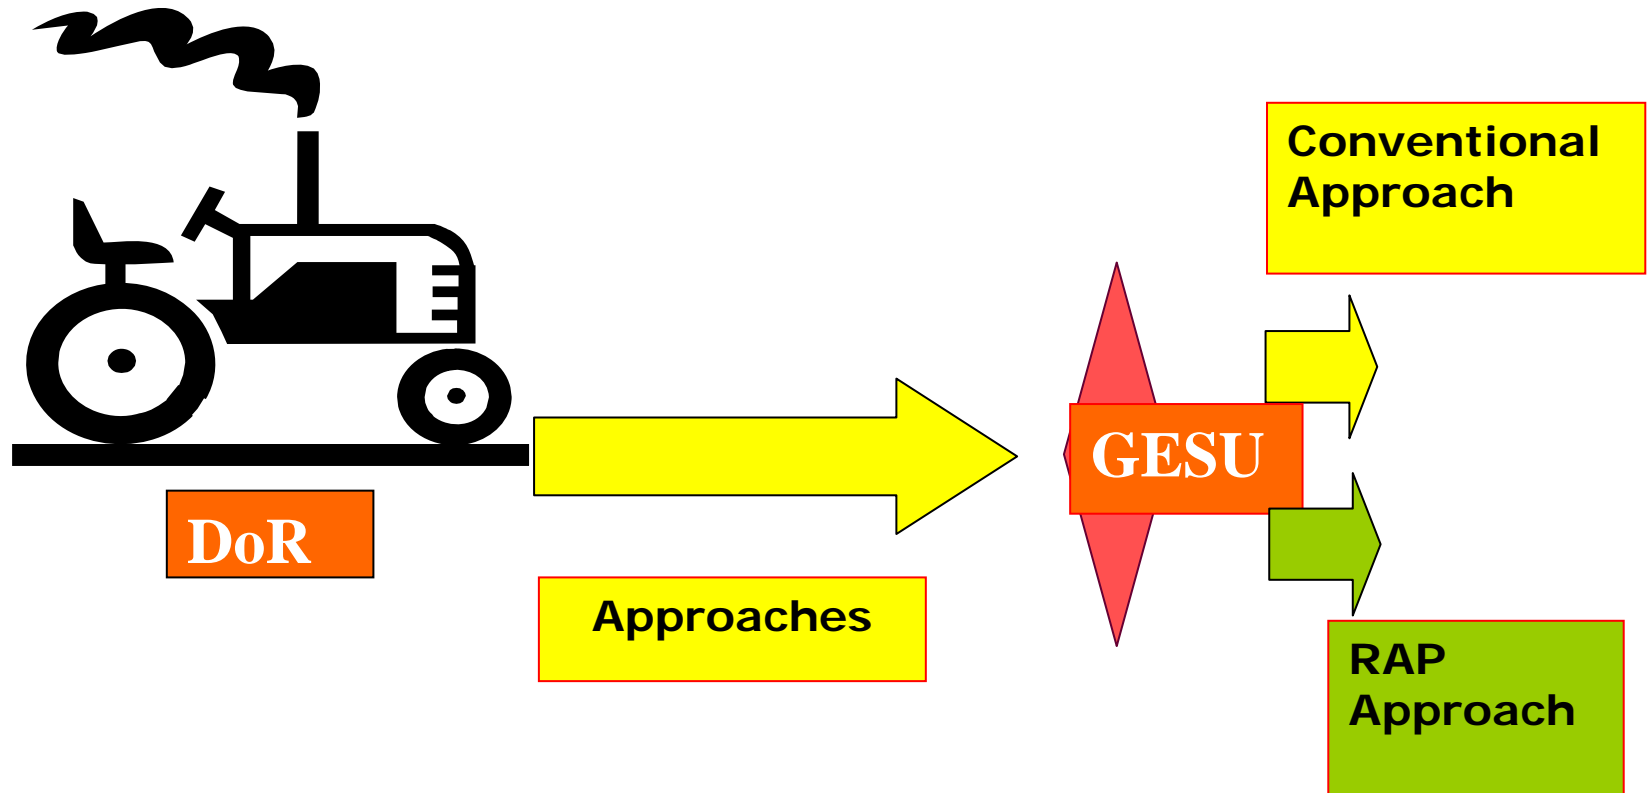 Conventional
Approach
GESU
DoR
Approaches
RAP
Approach